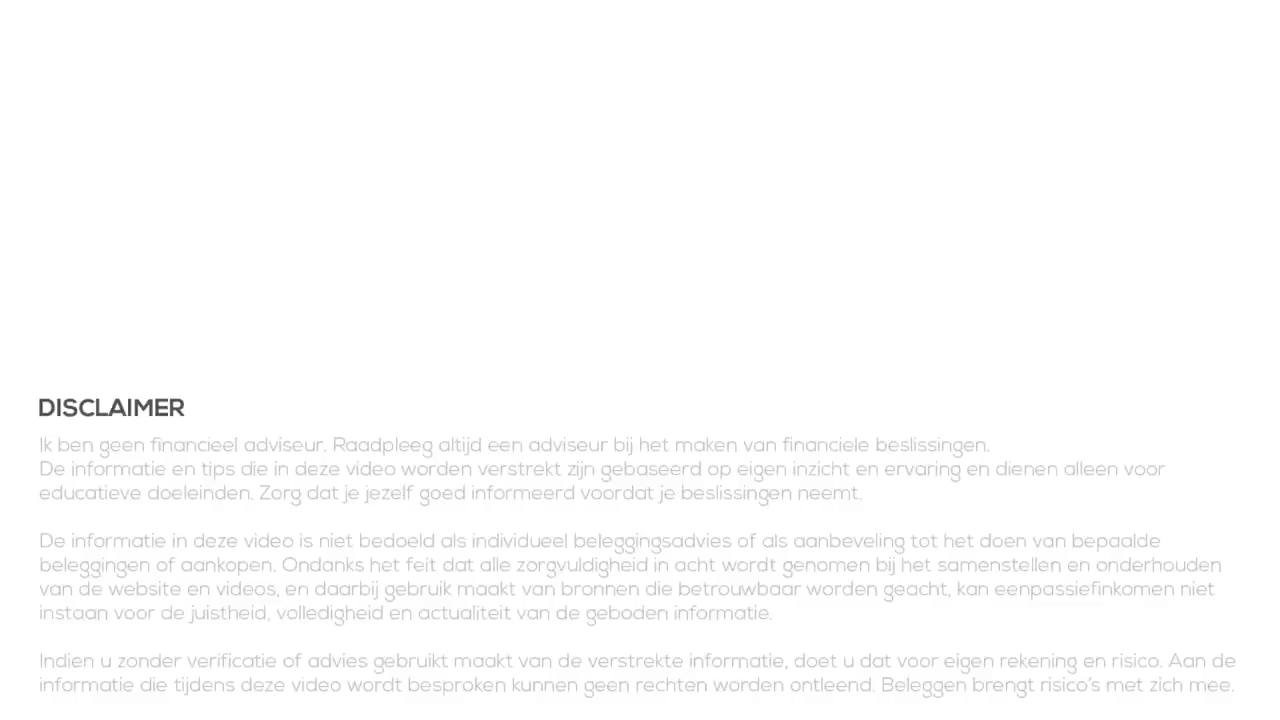 DISCLAIMER
Ik ben geen financieel adviseur. Raadpleeg altijd een adviseur bij het maken van financiele beslissingen.
De informatie en tips die in deze video worden verstrekt zijn gebaseerd op eigen inzicht en ervaring en dienen alleen voor
educatieve doeleinden. Zorg dat je jezelf goed informeerd voordat je beslissingen neemt.
De informatie in deze video is niet bedoeld als individueel beleggingsadvies of als aanbeveling tot het doen van bepaalde
beleggingen of aankopen. Ondanks het feit dat alle zorgvuldigheid in acht wordt genomen bij het samenstellen en onderhouden
van de website en videos, en daarbij gebruik maakt van bronnen die betrouwbaar worden geacht, kan eenpassiefinkomen niet
instaan voor de juistheid, volledigheid en actualiteit van de geboden informatie.
Indien u zonder verificatie of advies gebruikt maakt van de verstrekte informatie, doet u dat voor eigen rekening en risico. Aan de
informatie die tijdens deze video wordt besproken kunnen geen rechten worden ontleend. Beleggen brengt risico's met zich mee.